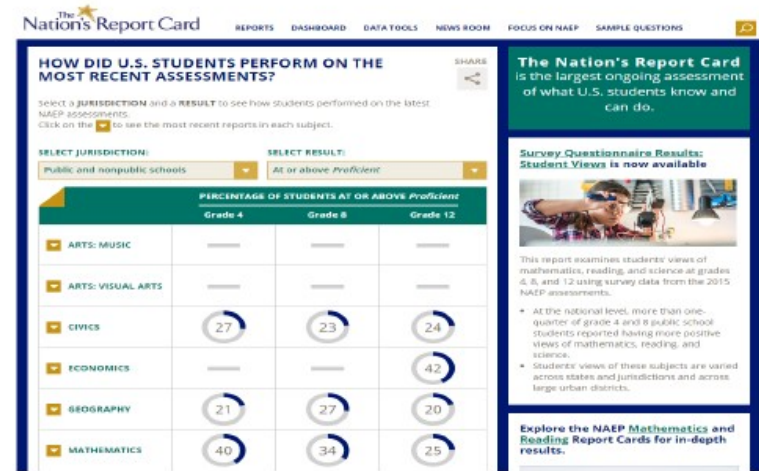 The Nation's Report Card
REPORTS DASHBOARD DATA TOOLS NEWS ROOM FOCUS ON NAEP SAMPLE QUESTIONS
HOW DID U.S. STUDENTS PERFORM ON THE
MOST RECENT ASSESSMENTS?
SHARE
Select a JURISDICTION and a RESULT to see how students performed on the latest
NAEP assessments.
Click on the to see the most recent reports in each subject.
SELECT JURISDICTION: SELECT RESULT:
Public and nonpublic schools At or above Proficient
PERCENTAGE OF STUDENTS AT OR ABOVE Proficient
Grade 4 Grade 8 Grade 12
ARTS: MUSIC
ARTS: VISUAL ARTS
CIVICS 27 23 24
ECONOMICS 42
GEOGRAPHY 21 27 20
MATHEMATICS 40 34 25
The Nation's Report Card
is the largest ongoing assessment
of what U.S. students know and
can do.
Survey Questionnaire Results:
Student Views is now available
This report examines students' views of
mathematics, reading, and science at grades
4, 8, and 12 using survey data from the 2015
NAEP assessments.
• At the national level, more than one-
quarter of grade 4 and 8 public school
students reported having more positive
views of mathematics, reading, and
science.
• Students' views of these subjects are varied
across states and jurisdictions and across
large urban districts.
Explore the NAEP Mathematics and
Reading Report Cards for in-depth
results.